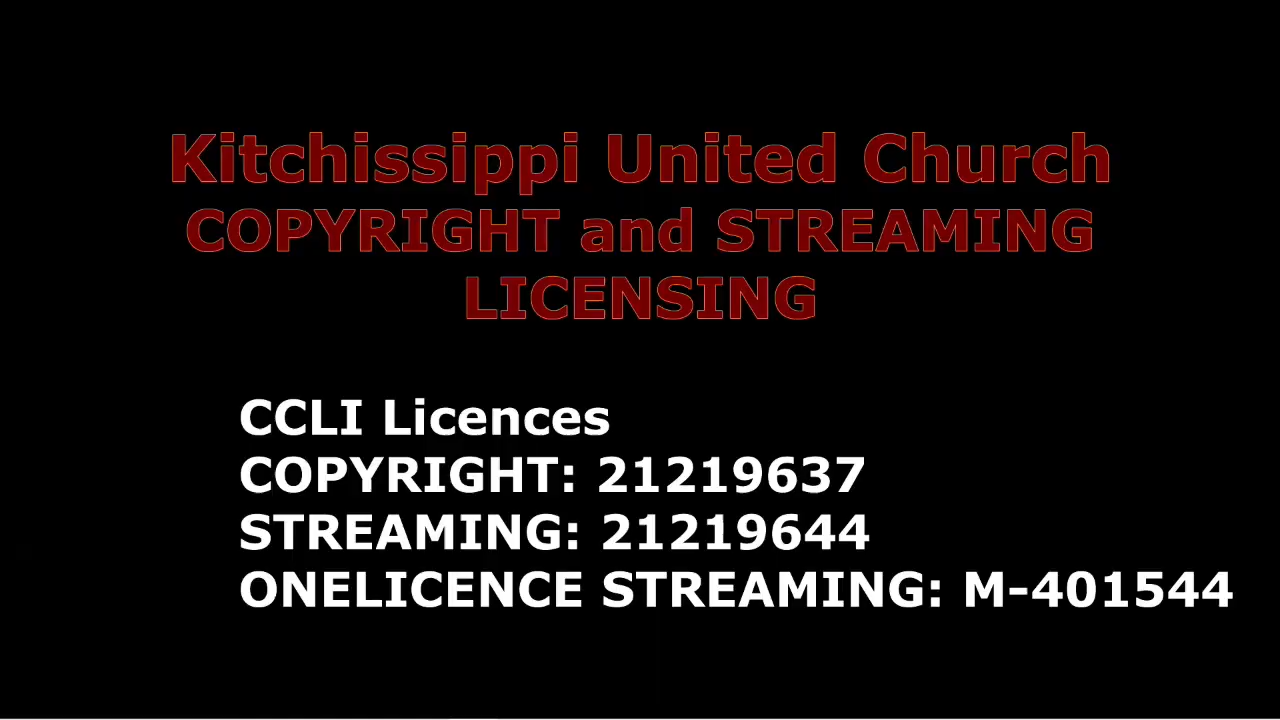 Kitchissippi United Church
COPYRIGHT and STREAMING
LICENSING
CCLI Licences
COPYRIGHT: 21219637
STREAMING: 21219644
ONELICENCE STREAMING: M-401544